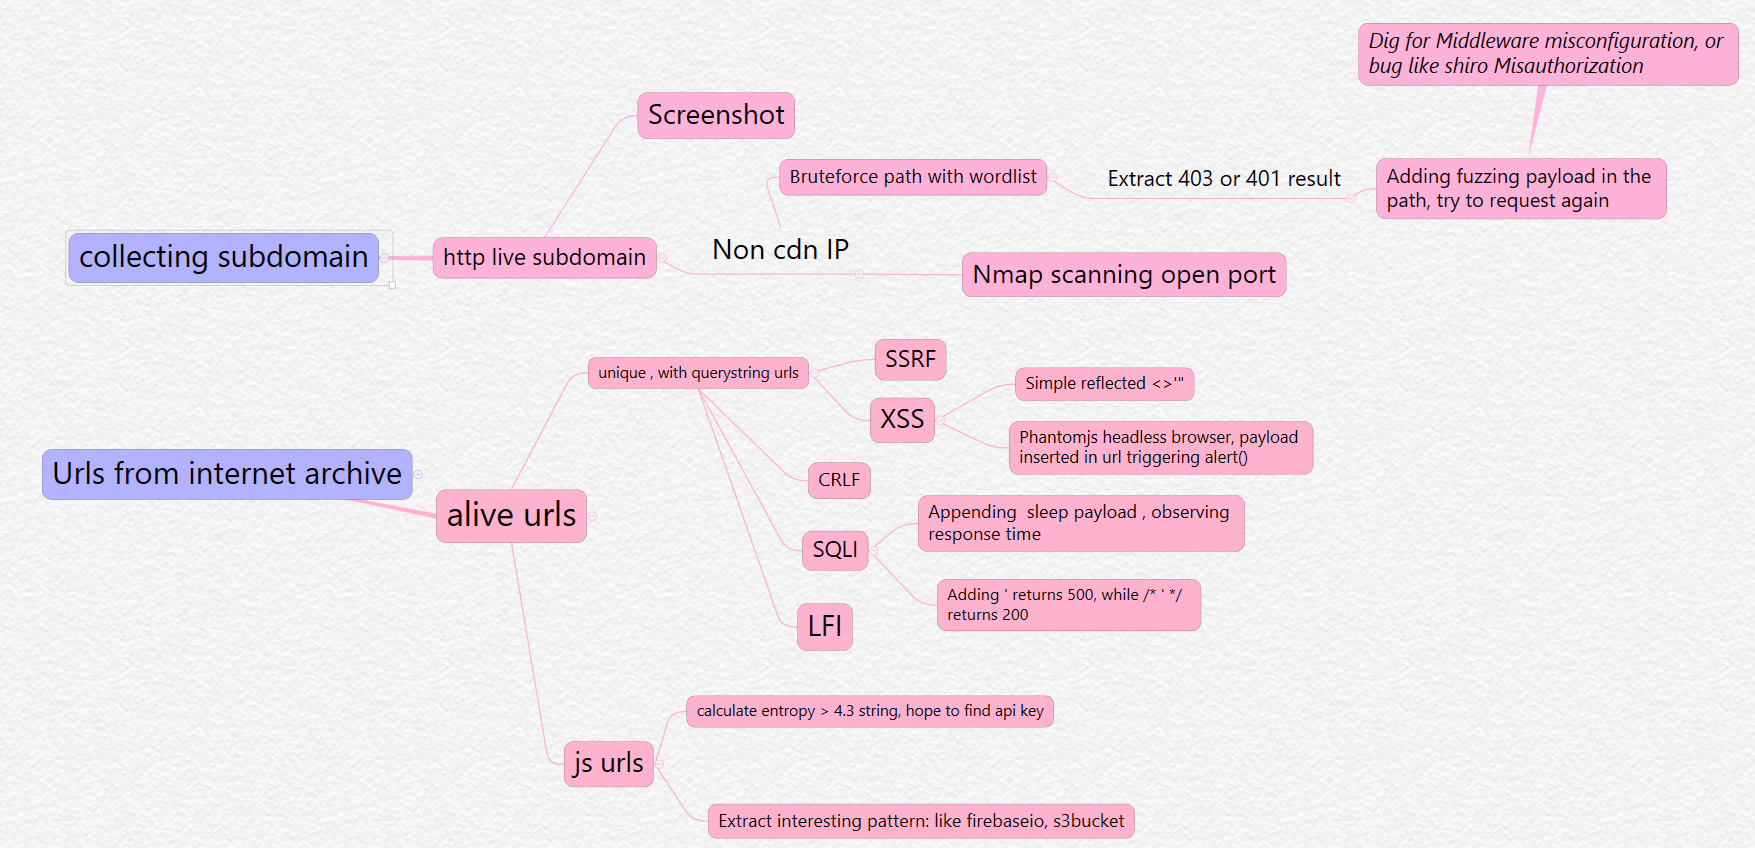 Dig for Middleware misconfiguration, or
bug like shiro Misauthorization
Screenshot
Bruteforce path with wordlist
Extract 403 or 401 result
Adding fuzzing payload in the
path, try to request again
collecting subdomain
http live subdomain
Non cdn IP
Nmap scanning open port
unique , with querystring urls
SSRF
XSS
Simple reflected <>'"
Phantomjs headless browser, payload
inserted in url triggering alert()
Urls from internet archive
alive urls
CRLF
SQLI
Appending  sleep payload , observing
response time
Adding ' returns 500, while /* ' */
returns 200
LFI
js urls
calculate entropy > 4.3 string, hope to find api key
Extract interesting pattern: like firebaseio, s3bucket